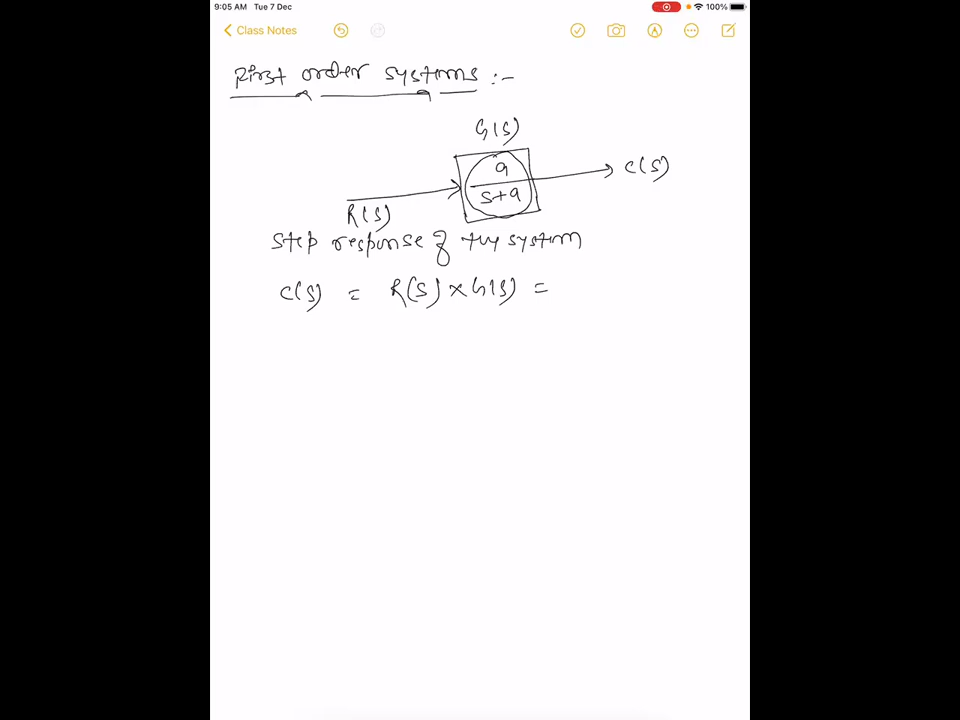 9:05 AM Tue 7 Dec 100%
Class Notes
First order systems :-
G(s)
a
s+a
C(s)
R(s)
Step response of the system
C(s) = R(s) × G(s) =